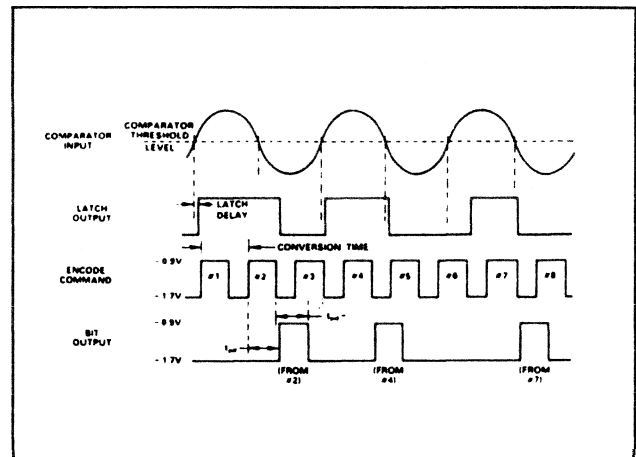 COMPARATOR
INPUT
COMPARATOR
THRESHOLD
LEVEL
LATCH
OUTPUT
LATCH
DELAY
CONVERSION TIME
ENCODE
COMMAND
- 0.9V
- 1.7V
#1 #2 #3 #4 #5 #6 #7 #8
BIT
OUTPUT
- 0.9V
- 1.7V
(FROM
#2)
(FROM
#4)
(FROM
#7)